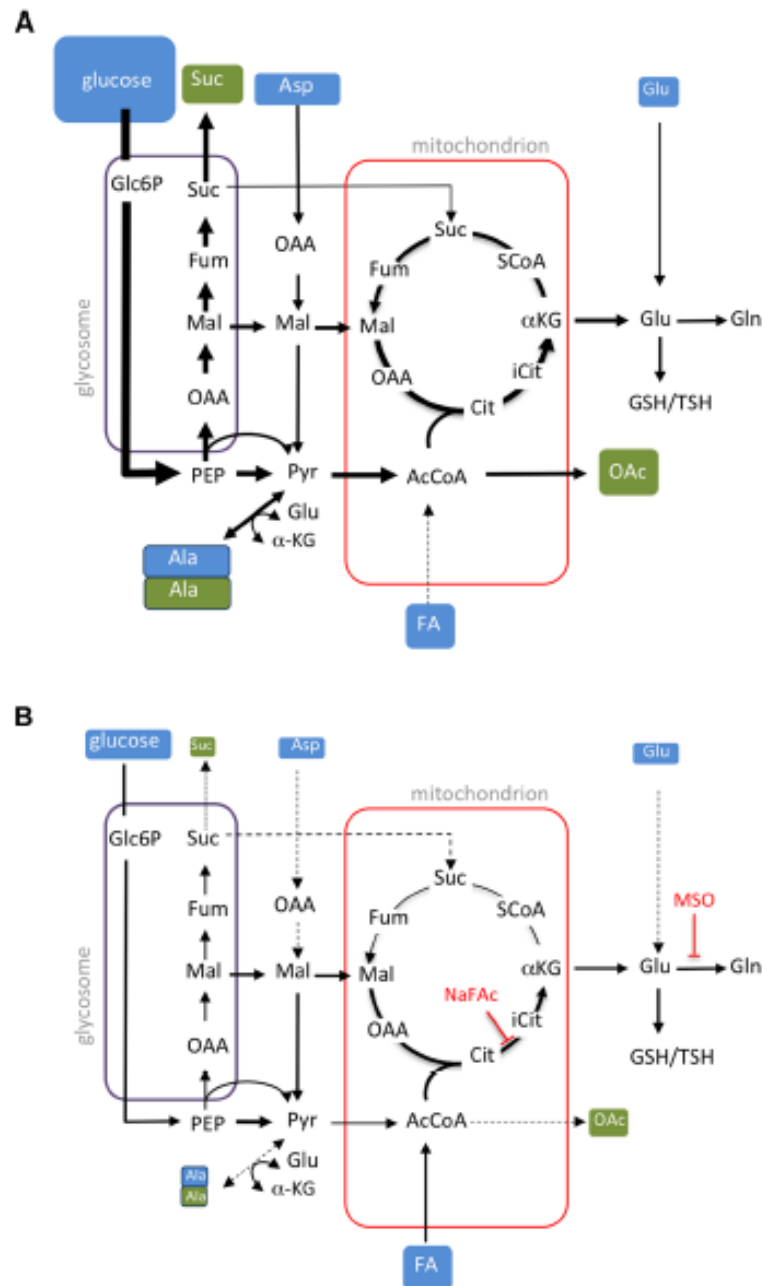 A
glucose
Suc
Asp
Glu
mitochondrion
Glc6P
Suc
Suc
OAA
Fum
Fum
SCoA
glycosome
Mal
Mal
Mal
αKG
Glu
Gln
OAA
OAA
iCit
Cit
GSH/TSH
PEP
Pyr
AcCoA
OAc
Glu
α-KG
Ala
Ala
FA
B
glucose
Suc
Asp
Glu
mitochondrion
Glc6P
Suc
Suc
OAA
Fum
Fum
SCoA
MSO
glycosome
Mal
Mal
Mal
αKG
Glu
Gln
NaFAc
OAA
OAA
iCit
Cit
GSH/TSH
PEP
Pyr
AcCoA
OAc
Glu
α-KG
Ala
Ala
FA